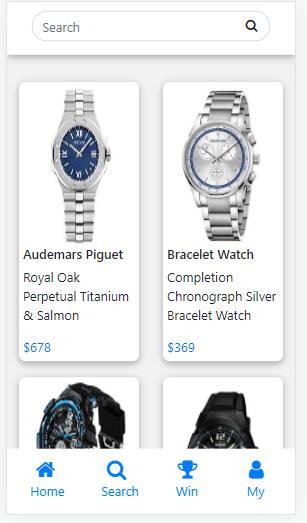 Search
Audemars Piguet
Royal Oak
Perpetual Titanium
& Salmon
$678
Bracelet Watch
Completion
Chronograph Silver
Bracelet Watch
$369
Home
Search
Win
My